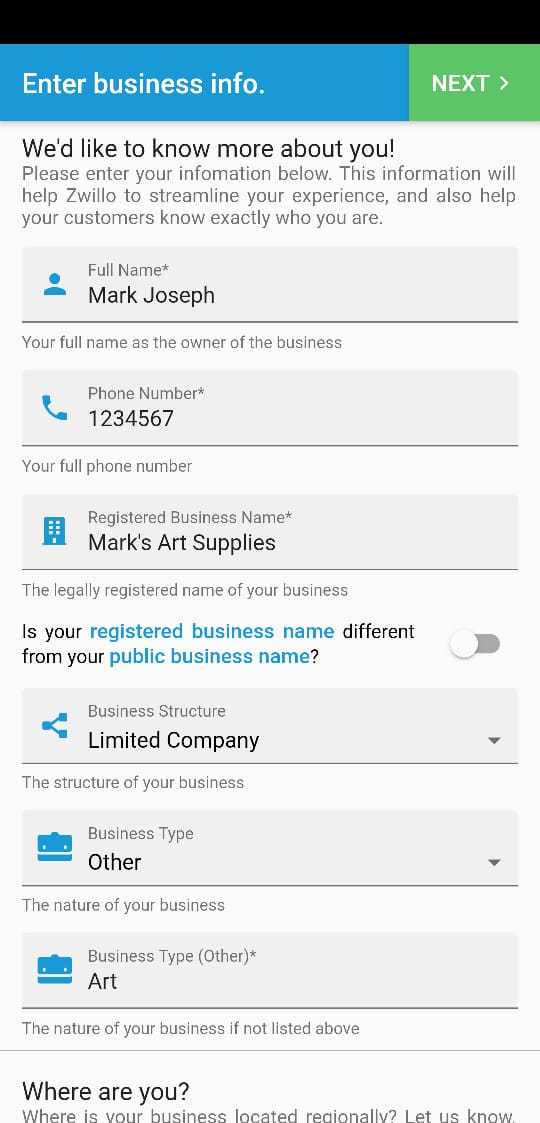 Enter business info.
NEXT >
We'd like to know more about you!
Please enter your infomation below. This information will
help Zwillo to streamline your experience, and also help
your customers know exactly who you are.
Full Name*
Mark Joseph
Your full name as the owner of the business
Phone Number*
1234567
Your full phone number
Registered Business Name*
Mark's Art Supplies
The legally registered name of your business
Is your registered business name different
from your public business name?
Business Structure
Limited Company
The structure of your business
Business Type
Other
The nature of your business
Business Type (Other)*
Art
The nature of your business if not listed above
Where are you?
Where is your business located regionally? Let us know.